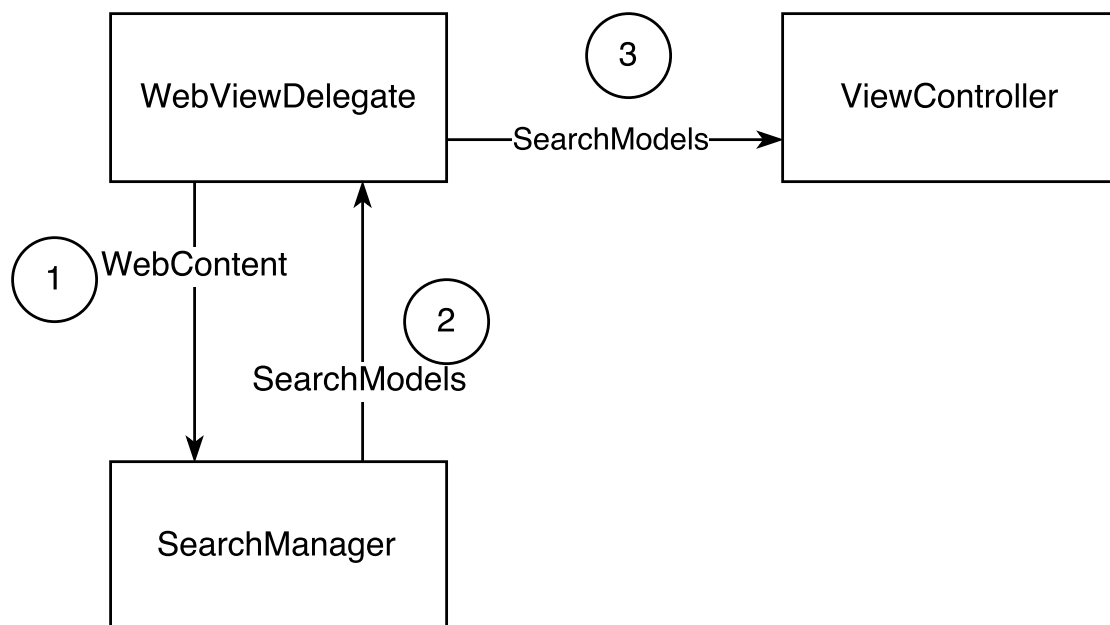 3
WebViewDelegate
ViewController
SearchModels
1
WebContent
2
SearchModels
SearchManager